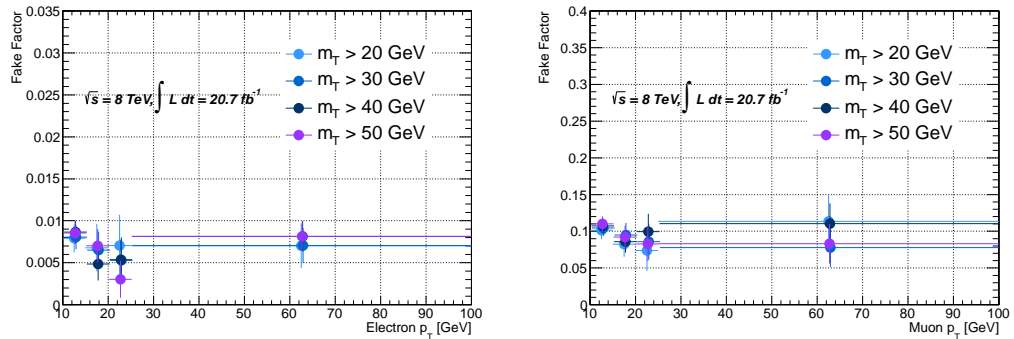 Fake Factor
0.035
0.03
0.025
0.02
0.015
0.01
0.005
0
m_T > 20 GeV
m_T > 30 GeV
m_T > 40 GeV
m_T > 50 GeV
√s = 8 TeV, ∫ L dt = 20.7 fb⁻¹
10 20 30 40 50 60 70 80 90 100
Electron p_T [GeV]
Fake Factor
0.4
0.35
0.3
0.25
0.2
0.15
0.1
0.05
0
m_T > 20 GeV
m_T > 30 GeV
m_T > 40 GeV
m_T > 50 GeV
√s = 8 TeV, ∫ L dt = 20.7 fb⁻¹
10 20 30 40 50 60 70 80 90 100
Muon p_T [GeV]